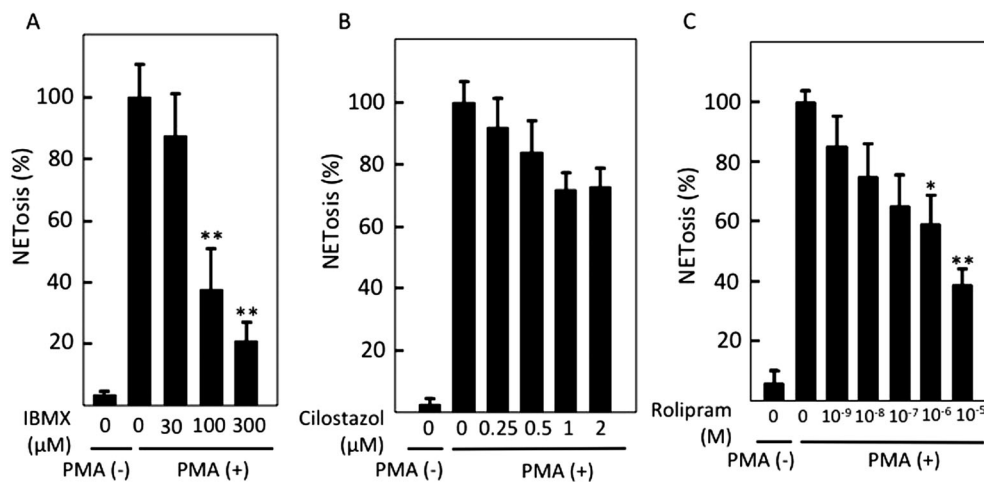 A
NETosis (%)
100
80
60
40
20
** **
IBMX (μM) 0 0 30 100 300
PMA (-) PMA (+)
B
NETosis (%)
100
80
60
40
20
Cilostazol 0 0 0.25 0.5 1 2
(μM)
PMA (-) PMA (+)
C
NETosis (%)
100
80
60
40
20
* **
Rolipram 0 0 10⁻⁹ 10⁻⁸ 10⁻⁷ 10⁻⁶ 10⁻⁵
(M)
PMA (-) PMA (+)